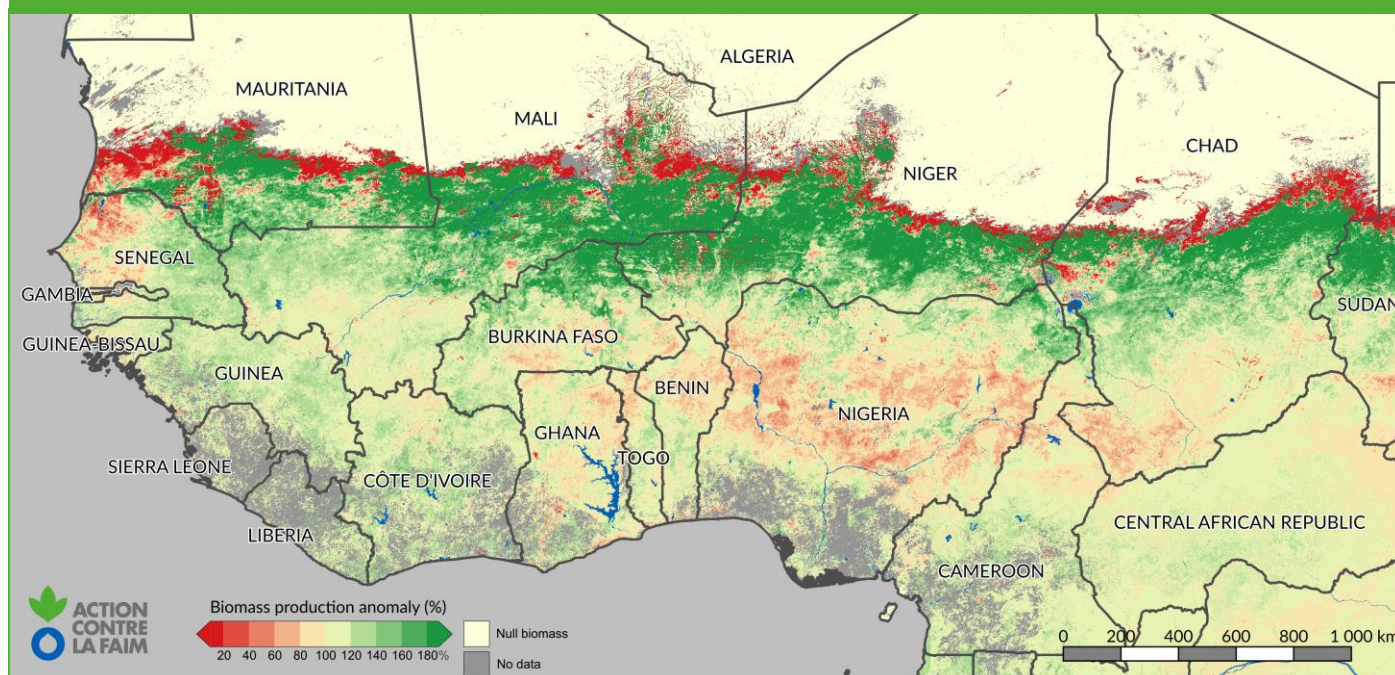 ALGERIA
MAURITANIA
MALI
CHAD
NIGER
SENEGAL
GAMBIA
SUDAN
GUINEA-BISSAU
BURKINA FASO
GUINEA
BENIN
NIGERIA
GHANA
TOGO
SIERRA LEONE
CÔTE D'IVOIRE
CENTRAL AFRICAN REPUBLIC
LIBERIA
CAMEROON
ACTION
CONTRE
LA FAIM
Biomass production anomaly (%)
20 40 60 80 100 120 140 160 180%
Null biomass
No data
0 200 400 600 800 1 000 km